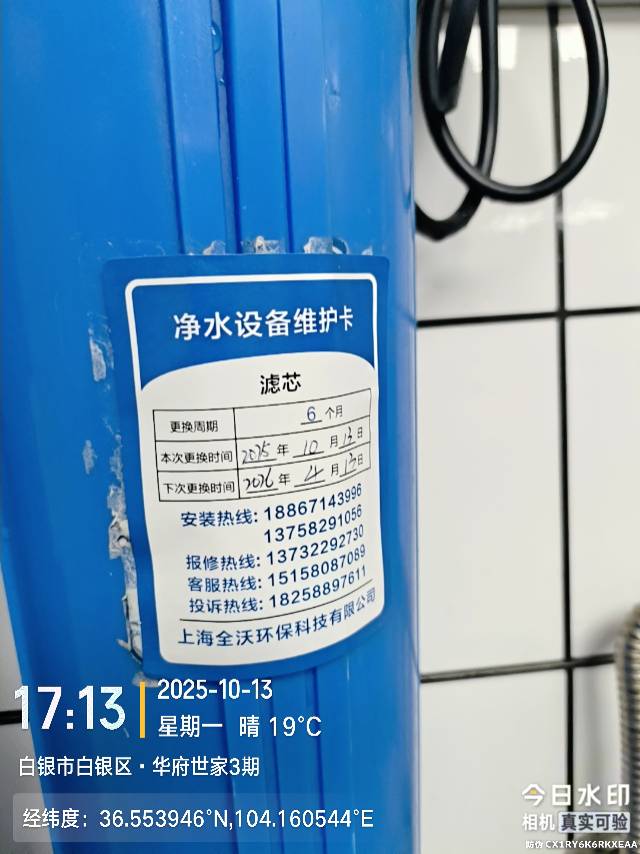 净水设备维护卡
滤芯
更换周期 6 个月
本次更换时间 2025 年 10 月 13 日
下次更换时间 2026 年 4 月 13 日
安装热线: 18867143996
13758291056
报修热线: 13732292730
客服热线: 15158087089
投诉热线: 18258897611
上海全沃环保科技有限公司
17:13 2025-10-13
星期一 晴 19°C
白银市白银区·华府世家3期
经纬度: 36.553946°N,104.160544°E
今日水印
相机 真实可验
防伪 CX1RY6K6RKXEAA